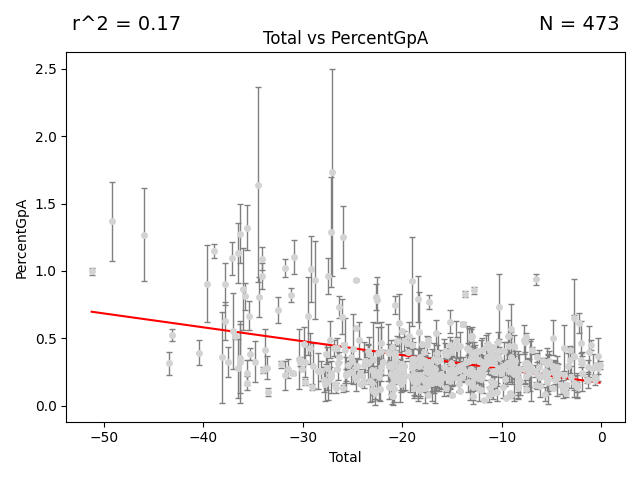 r^2 = 0.17
N = 473
Total vs PercentGpA
PercentGpA
2.5
2.0
1.5
1.0
0.5
0.0
−50
−40
−30
−20
−10
0
Total